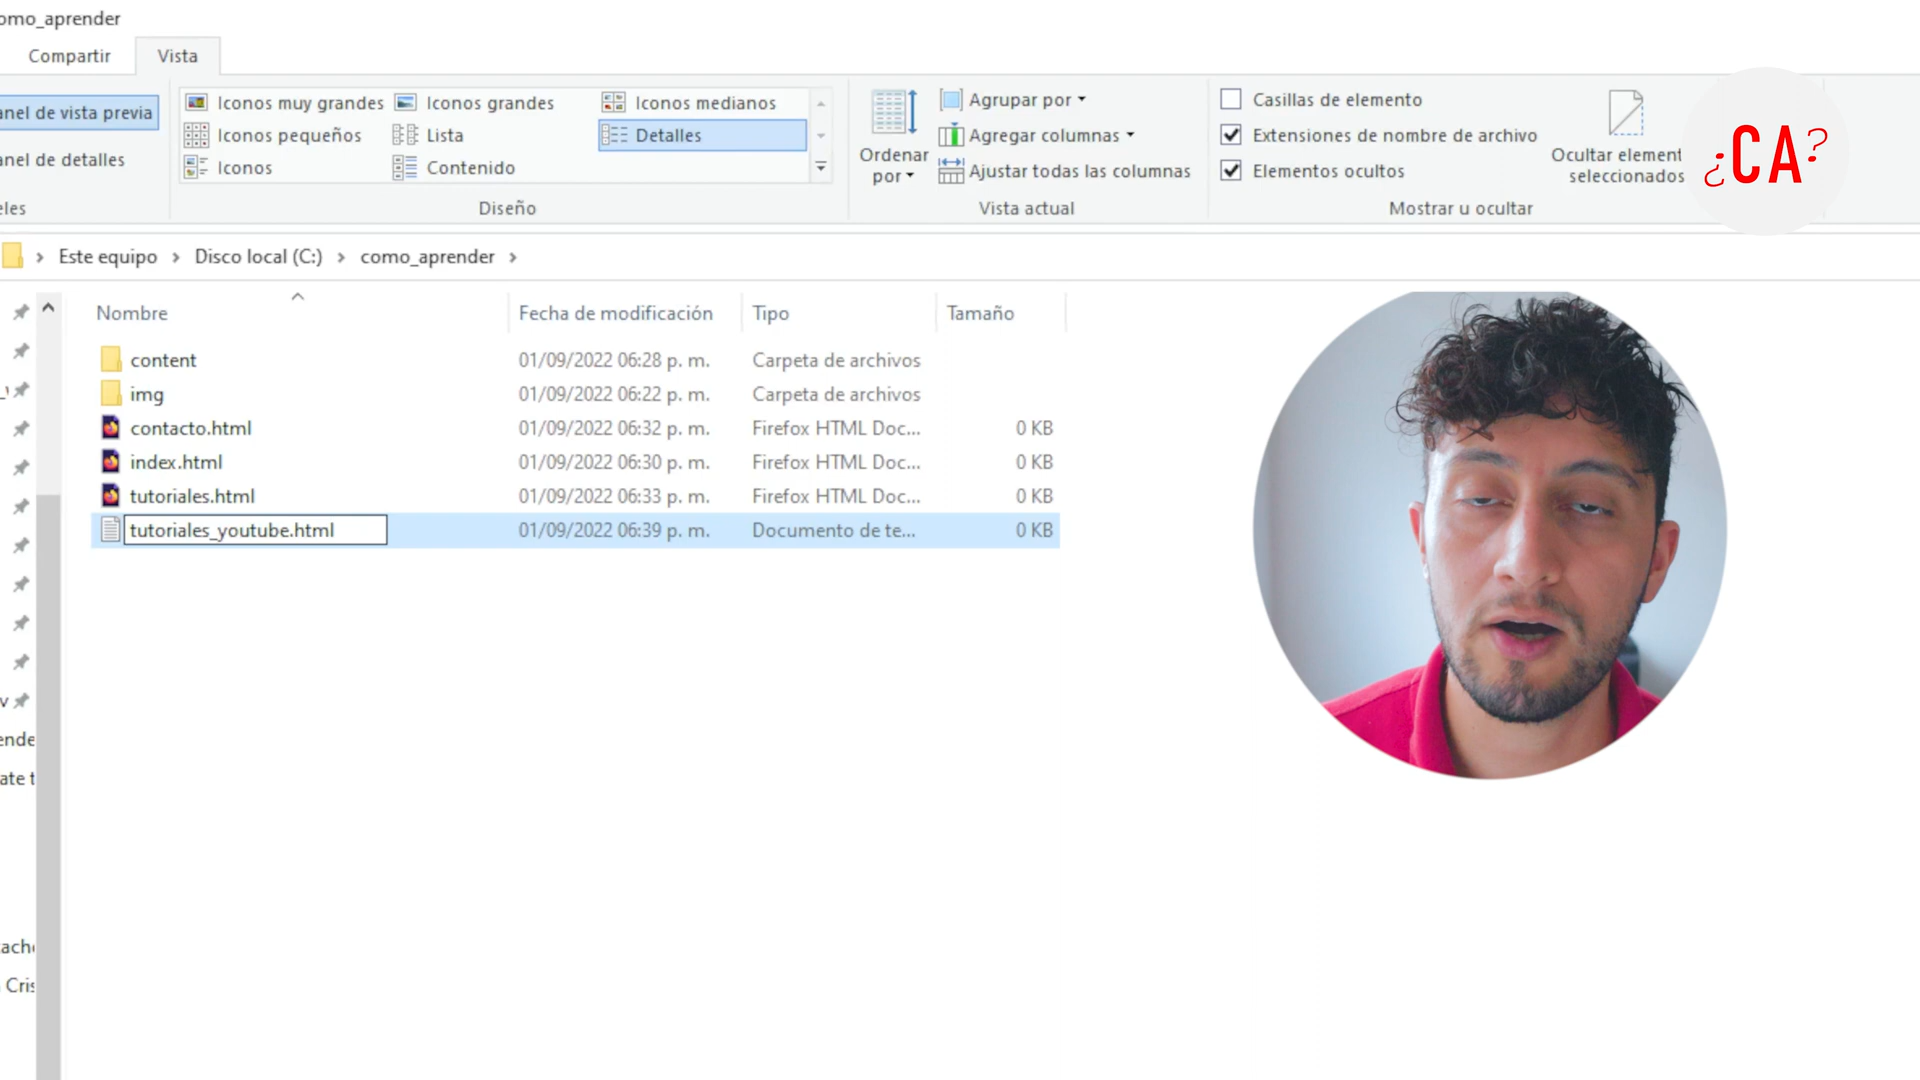 omo_aprender
Compartir Vista
anel de vista previa
anel de detalles
eles
Iconos muy grandes Iconos grandes Iconos medianos
Iconos pequeños Lista Detalles
Iconos Contenido
Diseño
Ordenar por
Agrupar por
Agregar columnas
Ajustar todas las columnas
Vista actual
Casillas de elemento
Extensiones de nombre de archivo
Elementos ocultos
Ocultar element
seleccionados
Mostrar u ocultar
¿CA?
Este equipo Disco local (C:) como_aprender
Nombre Fecha de modificación Tipo Tamaño
content 01/09/2022 06:28 p. m. Carpeta de archivos
img 01/09/2022 06:22 p. m. Carpeta de archivos
contacto.html 01/09/2022 06:32 p. m. Firefox HTML Doc... 0 KB
index.html 01/09/2022 06:30 p. m. Firefox HTML Doc... 0 KB
tutoriales.html 01/09/2022 06:33 p. m. Firefox HTML Doc... 0 KB
tutoriales_youtube.html 01/09/2022 06:39 p. m. Documento de te... 0 KB
v
ende
ate t
ach
Cris